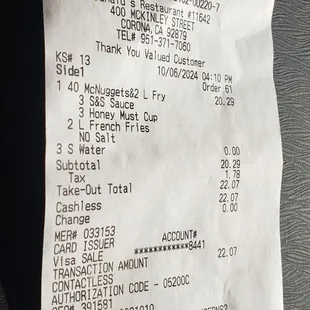 Restaurant #11642
400 MCKINLEY STREET
CORONA, CA 92879
TEL# 951-371-7060
Thank You Valued Customer
KS# 13 10/06/2024 04:10 PM
Side1 Order 61
1 40 McNuggets&2 L Fry 20.29
3 S&S Sauce
3 Honey Must Cup
2 L French Fries
NO Salt
3 S Water 0.00
Subtotal 20.29
Tax 1.78
Take-Out Total 22.07
Cashless 22.07
Change 0.00
MER# 033153
CARD ISSUER ACCOUNT#
Visa SALE ************8441
TRANSACTION AMOUNT 22.07
CONTACTLESS
AUTHORIZATION CODE - 05200C
SEQ# 391581